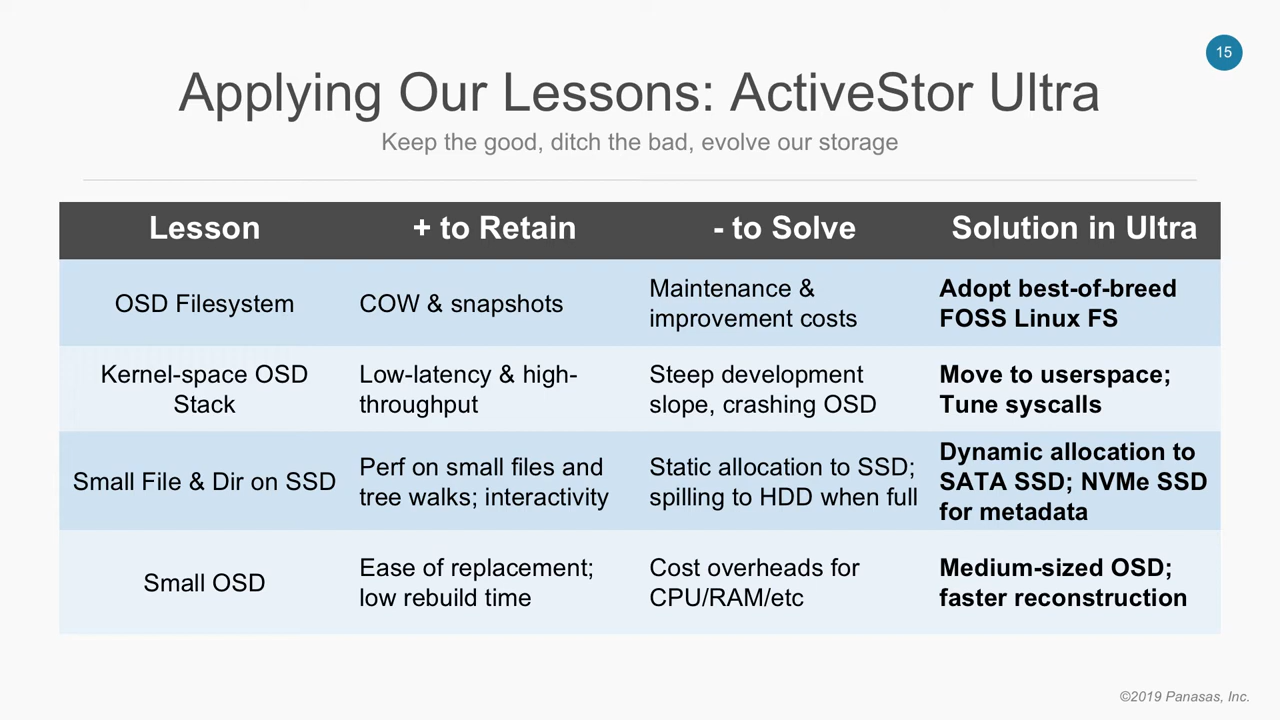 15
Applying Our Lessons: ActiveStor Ultra
Keep the good, ditch the bad, evolve our storage
Lesson
+ to Retain
- to Solve
Solution in Ultra
OSD Filesystem
COW & snapshots
Maintenance &
improvement costs
Adopt best-of-breed
FOSS Linux FS
Kernel-space OSD
Stack
Low-latency & high-
throughput
Steep development
slope, crashing OSD
Move to userspace;
Tune syscalls
Small File & Dir on SSD
Perf on small files and
tree walks; interactivity
Static allocation to SSD;
spilling to HDD when full
Dynamic allocation to
SATA SSD; NVMe SSD
for metadata
Small OSD
Ease of replacement;
low rebuild time
Cost overheads for
CPU/RAM/etc
Medium-sized OSD;
faster reconstruction
©2019 Panasas, Inc.